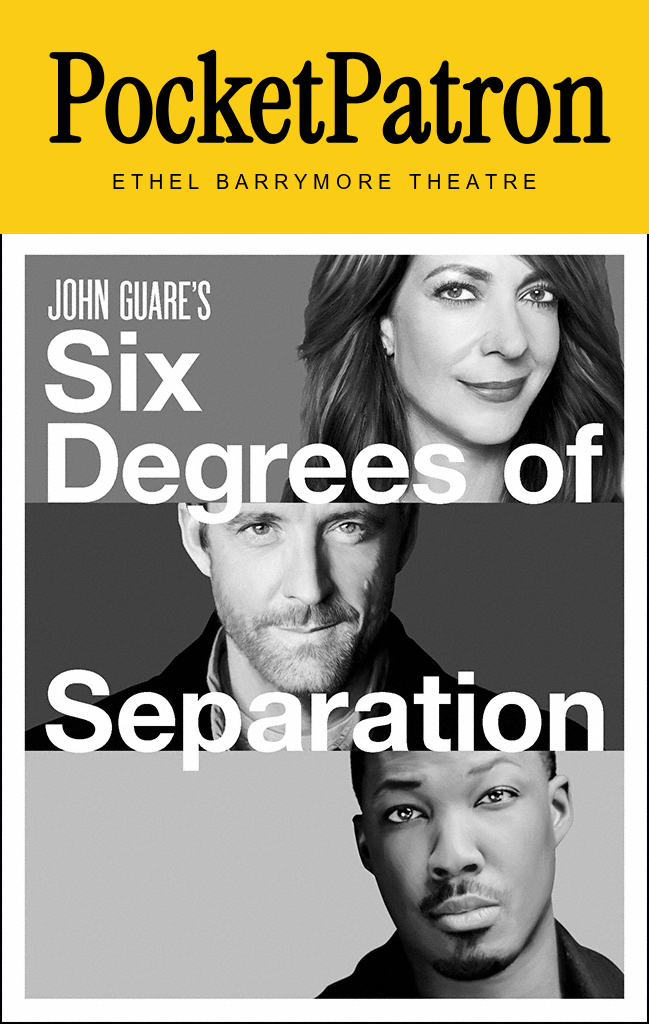 PocketPatron
ETHEL BARRYMORE THEATRE
JOHN GUARE'S
Six
Degrees of
Separation